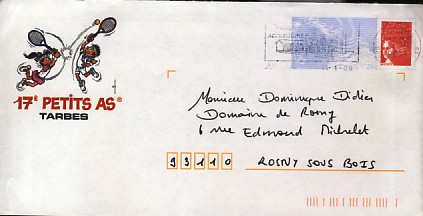 17e PETITS AS®
TARBES
Monsieur Dominique Didier
Domaine de Rosny
6 rue Edmond Michelet
93110 ROSNY SOUS BOIS